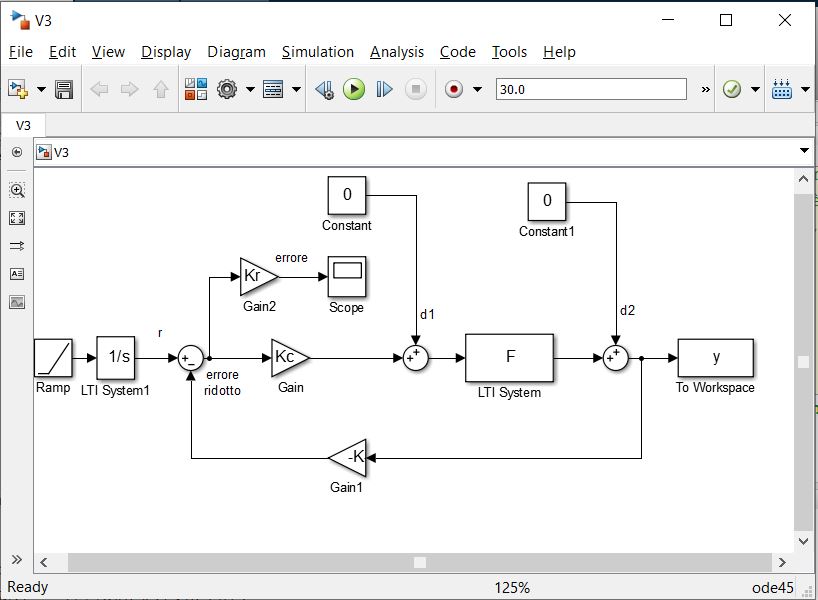 V3
File Edit View Display Diagram Simulation Analysis Code Tools Help
30.0
»
V3
V3
0
Constant
0
Constant1
errore
Kr
Gain2
Scope
d1
d2
r
Ramp
1/s
LTI System1
+
−
errore
ridotto
Kc
Gain
+
+
F
LTI System
+
+
y
To Workspace
-K
Gain1
»
Ready
125%
ode45